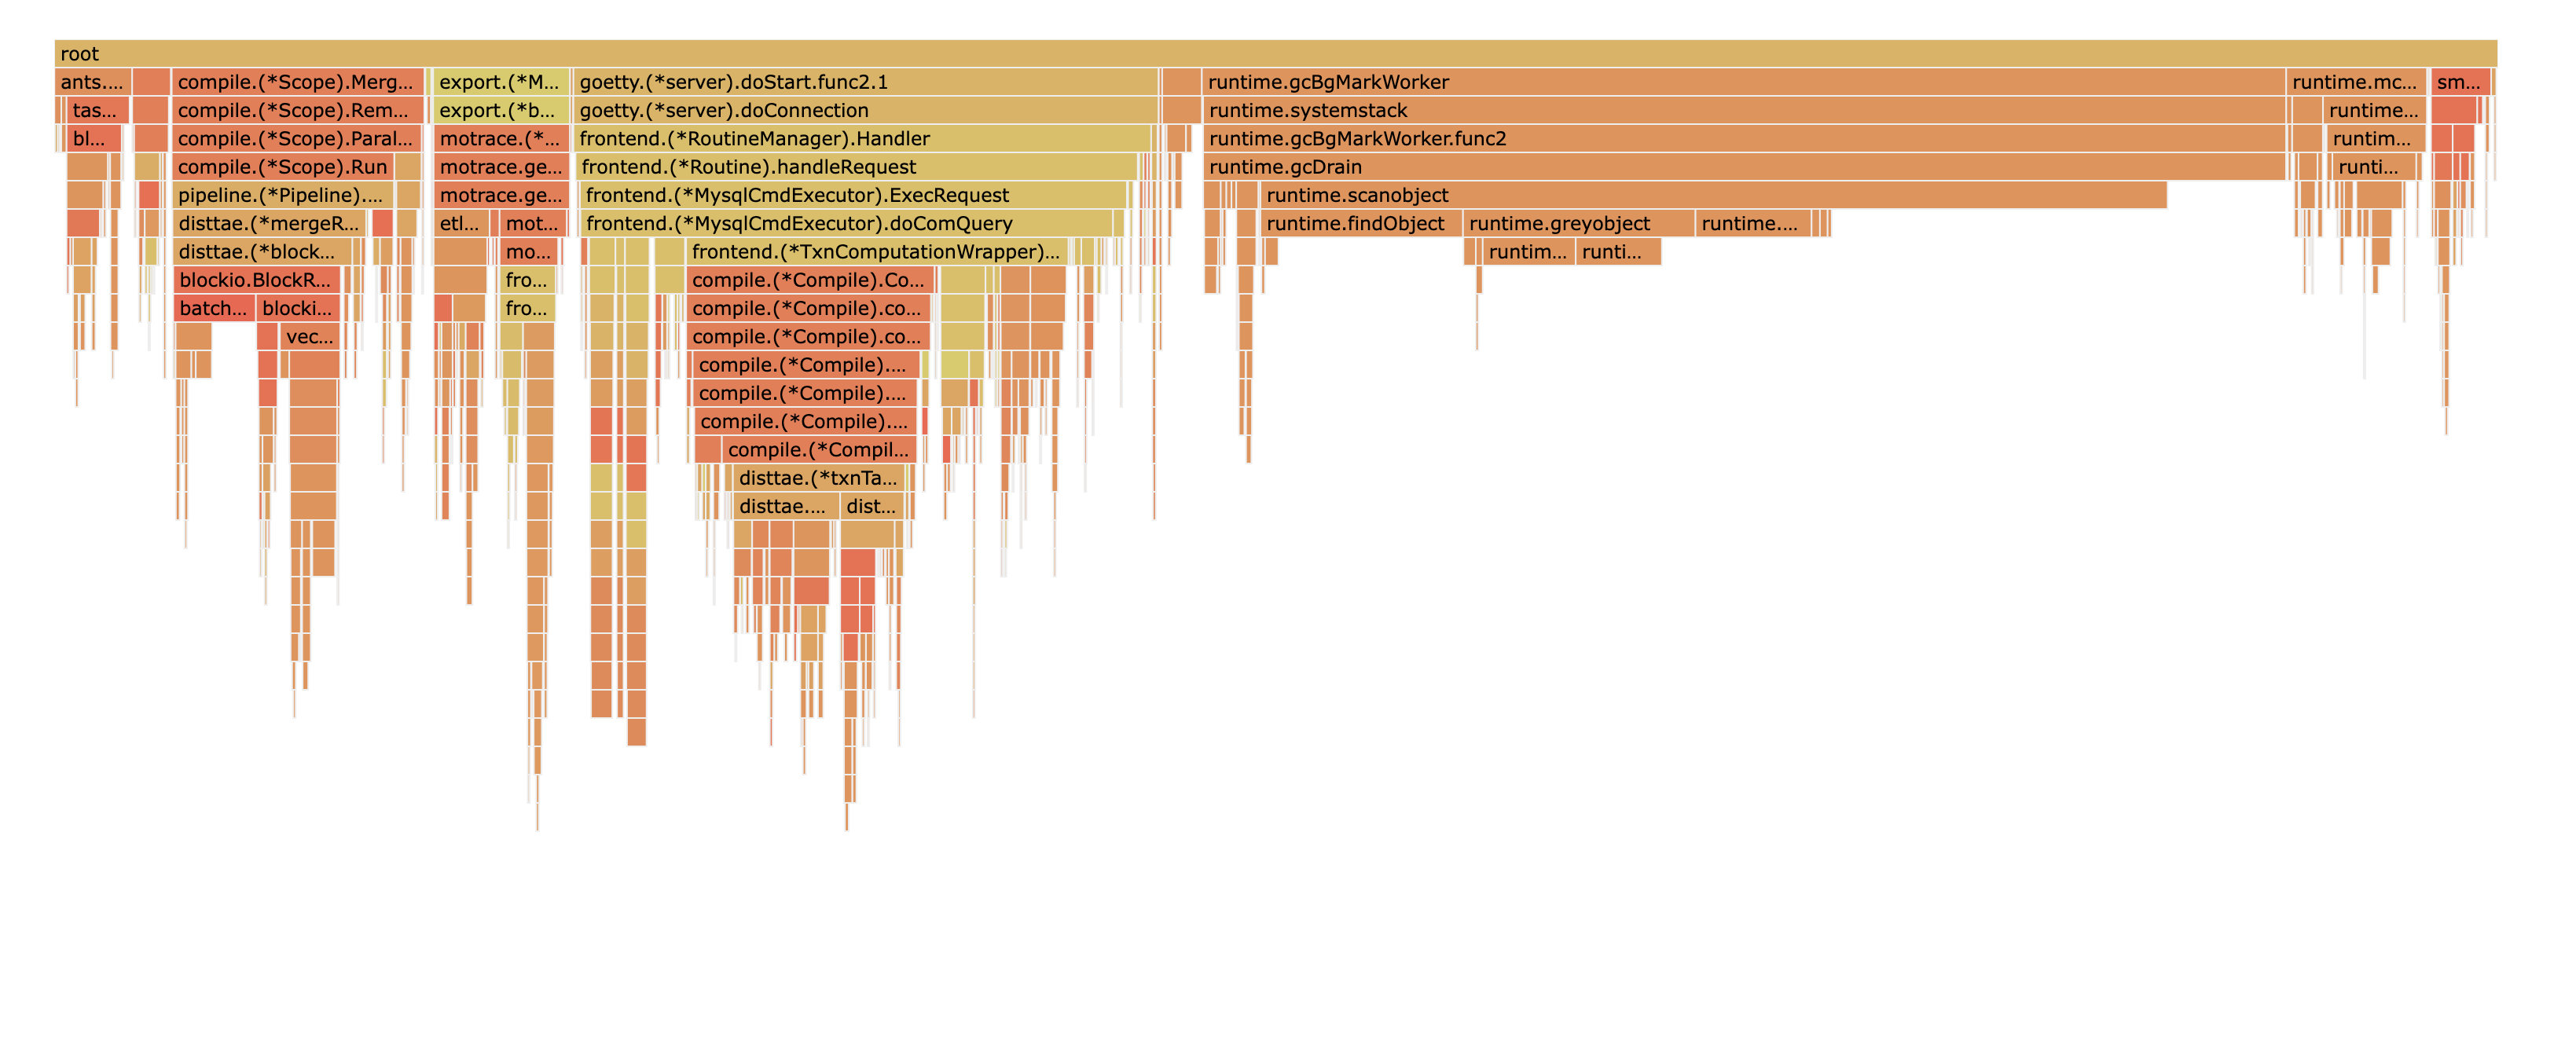 root
ants.... compile.(*Scope).Merg... export.(*M... goetty.(*server).doStart.func2.1 runtime.gcBgMarkWorker runtime.mc... sm...
tas... compile.(*Scope).Rem... export.(*b... goetty.(*server).doConnection runtime.systemstack runtime...
bl... compile.(*Scope).Paral... motrace.(*... frontend.(*RoutineManager).Handler runtime.gcBgMarkWorker.func2 runtim...
compile.(*Scope).Run motrace.ge... frontend.(*Routine).handleRequest runtime.gcDrain runti...
pipeline.(*Pipeline).... motrace.ge... frontend.(*MysqlCmdExecutor).ExecRequest runtime.scanobject
disttae.(*mergeR... etl... mot... frontend.(*MysqlCmdExecutor).doComQuery runtime.findObject runtime.greyobject runtime....
disttae.(*block... mo... frontend.(*TxnComputationWrapper)... runtim... runti...
blockio.BlockR... fro... compile.(*Compile).Co...
batch... blocki... fro... compile.(*Compile).co...
vec... compile.(*Compile).co...
compile.(*Compile)....
compile.(*Compile)....
compile.(*Compile)....
compile.(*Compil...
disttae.(*txnTa...
disttae.... dist...